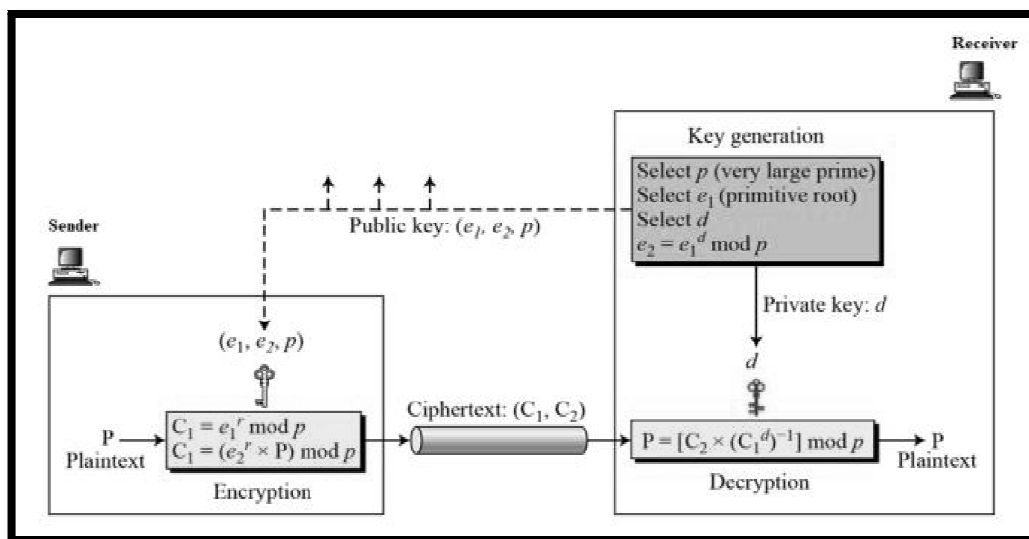 Receiver
Key generation
Select p (very large prime)
Select e₁ (primitive root)
Select d
e₂ = e₁ᵈ mod p
Public key: (e₁, e₂, p)
Sender
Private key: d
(e₁, e₂, p)
d
Ciphertext: (C₁, C₂)
P
Plaintext
C₁ = e₁ʳ mod p
C₁ = (e₂ʳ × P) mod p
Encryption
P = [C₂ × (C₁ᵈ)⁻¹] mod p
Decryption
P
Plaintext